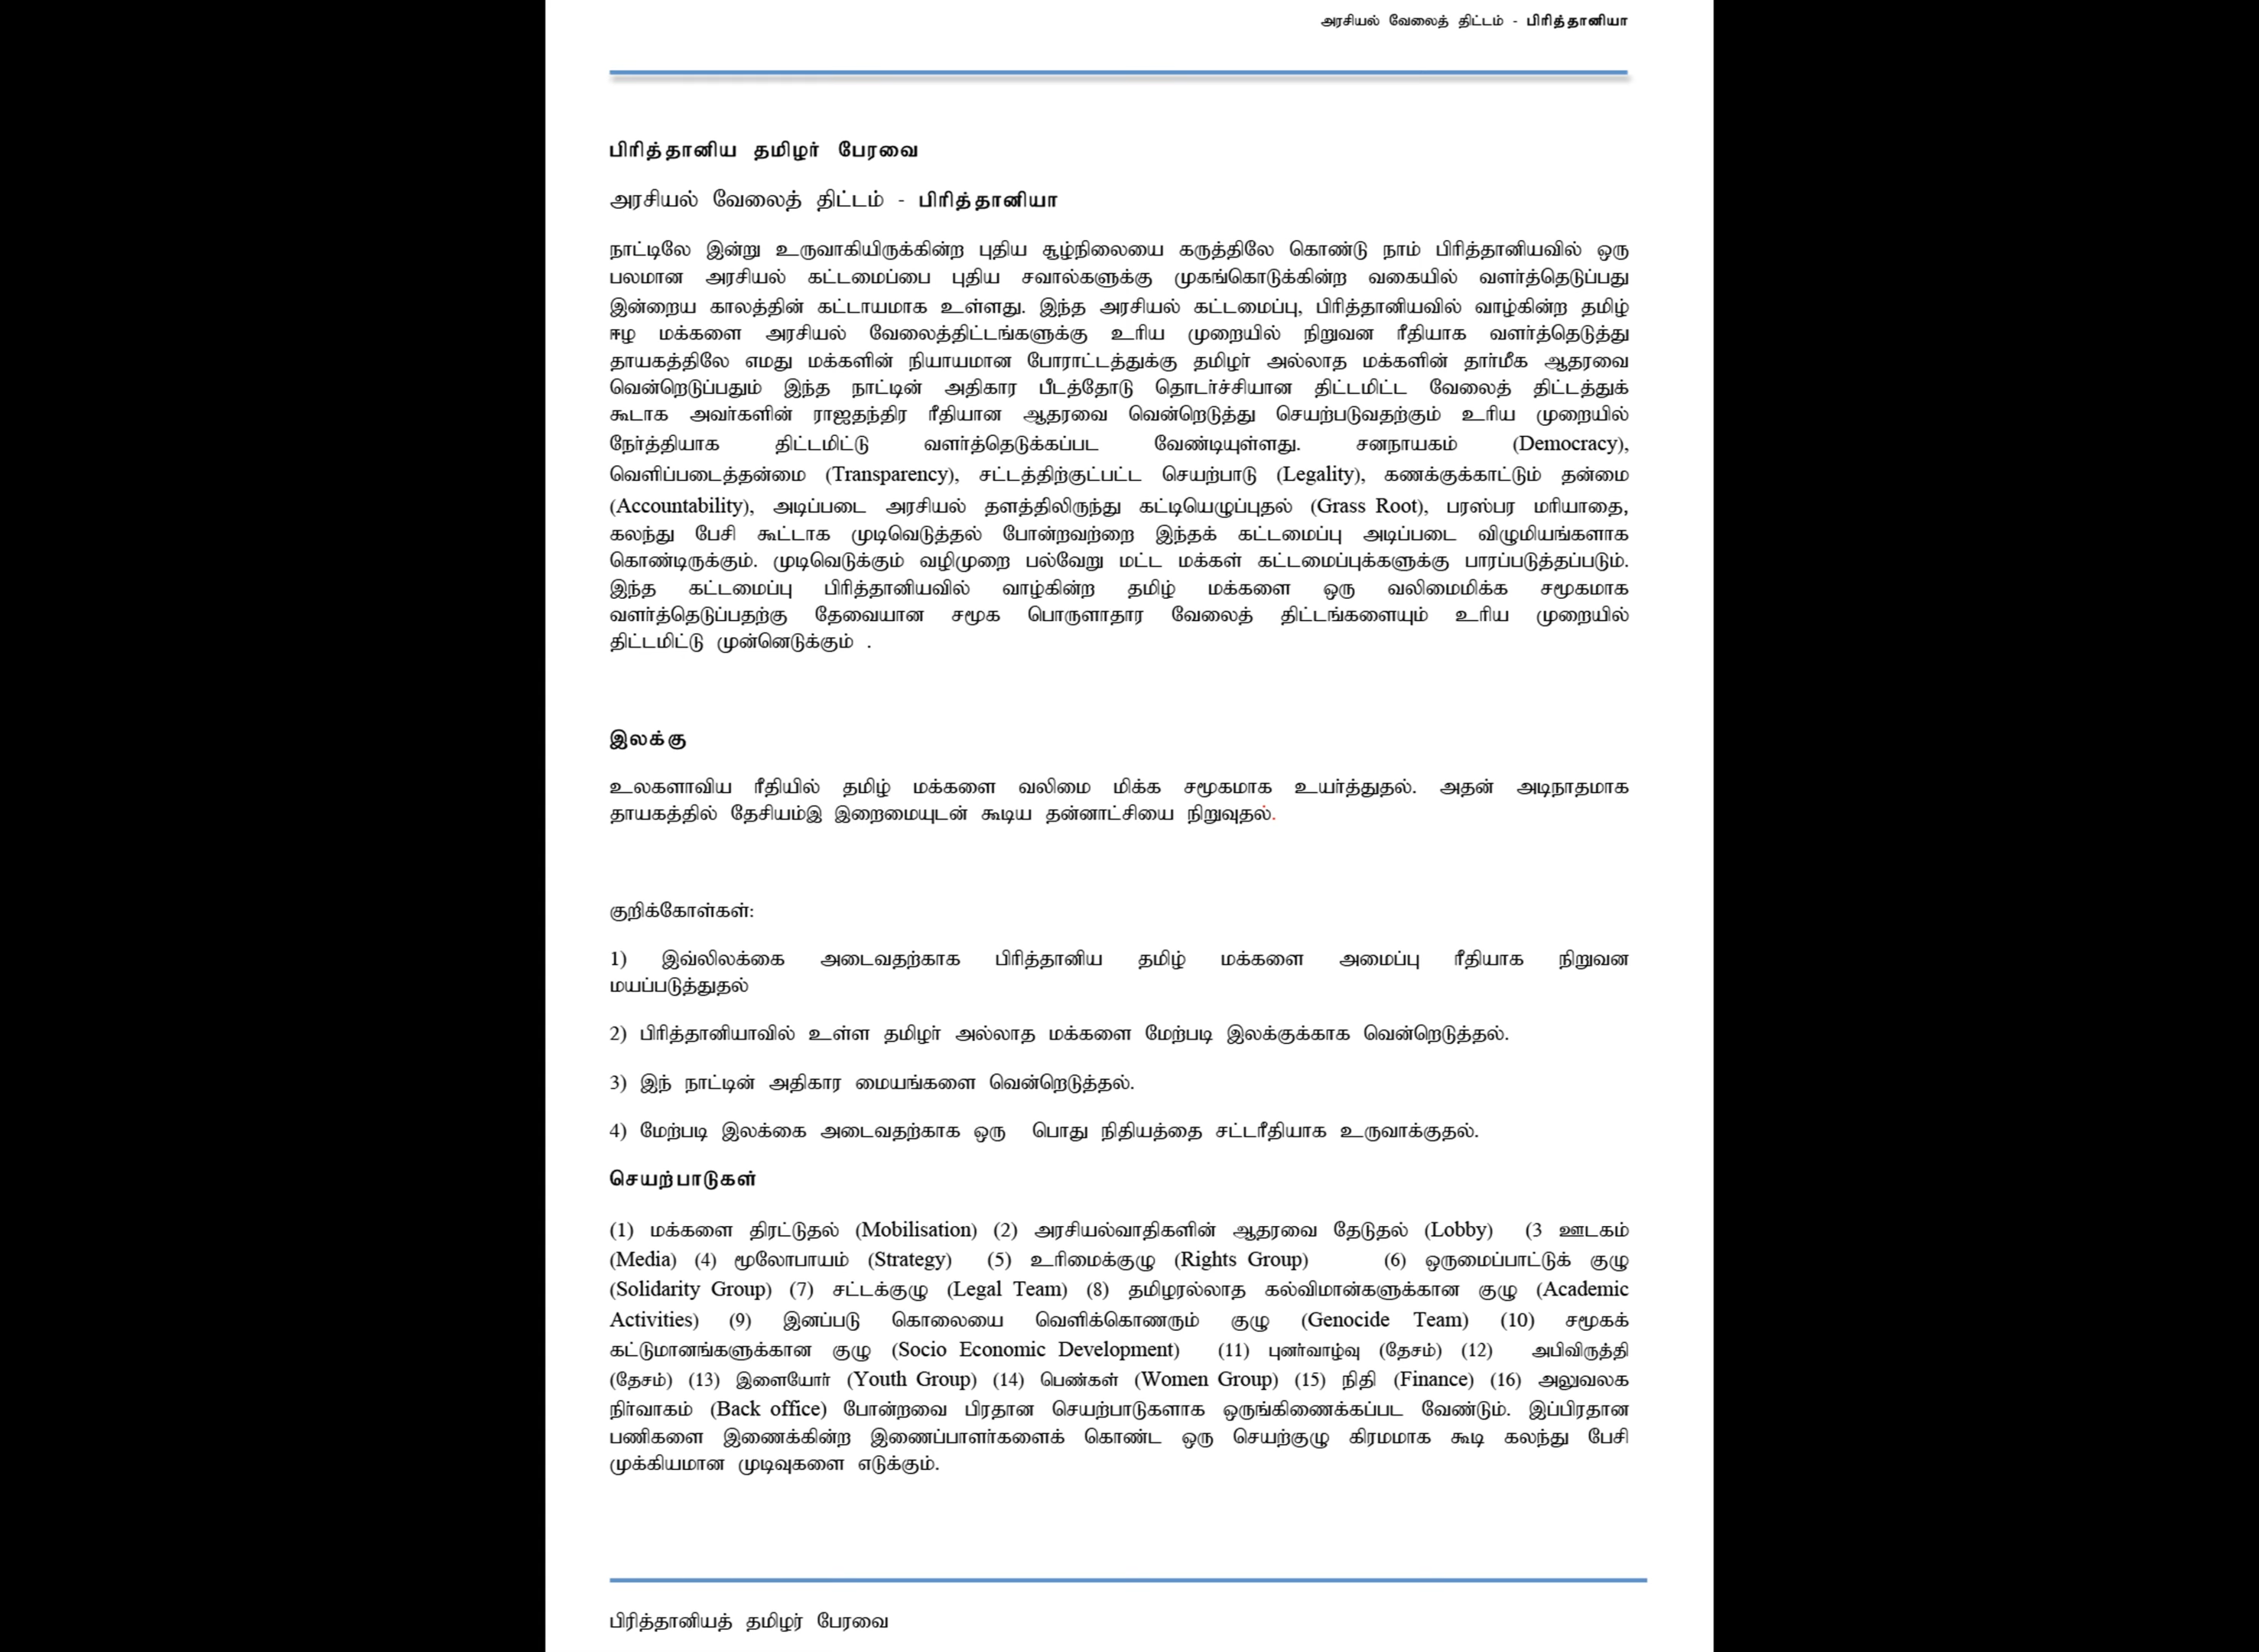 அரசியல் வேலைத் திட்டம் - பிரித்தானியா
பிரித்தானிய தமிழர் பேரவை
அரசியல் வேலைத் திட்டம் - பிரித்தானியா
நாட்டிலே இன்று உருவாகியிருக்கின்ற புதிய சூழ்நிலையை கருத்திலே கொண்டு நாம் பிரித்தானியவில் ஒரு
பலமான அரசியல் கட்டமைப்பை புதிய சவால்களுக்கு முகங்கொடுக்கின்ற வகையில் வளர்த்தெடுப்பது
இன்றைய காலத்தின் கட்டாயமாக உள்ளது. இந்த அரசியல் கட்டமைப்பு, பிரித்தானியவில் வாழ்கின்ற தமிழ்
ஈழ மக்களை அரசியல் வேலைத்திட்டங்களுக்கு உரிய முறையில் நிறுவன ரீதியாக வளர்த்தெடுத்து
தாயகத்திலே எமது மக்களின் நியாயமான போராட்டத்துக்கு தமிழர் அல்லாத மக்களின் தார்மீக ஆதரவை
வென்றெடுப்பதும் இந்த நாட்டின் அதிகார பீடத்தோடு தொடர்ச்சியான திட்டமிட்ட வேலைத் திட்டத்துக்
கூடாக அவர்களின் ராஜதந்திர ரீதியான ஆதரவை வென்றெடுத்து செயற்படுவதற்கும் உரிய முறையில்
நேர்த்தியாக திட்டமிட்டு வளர்த்தெடுக்கப்பட வேண்டியுள்ளது. சனநாயகம் (Democracy),
வெளிப்படைத்தன்மை (Transparency), சட்டத்திற்குட்பட்ட செயற்பாடு (Legality), கணக்குக்காட்டும் தன்மை
(Accountability), அடிப்படை அரசியல் தளத்திலிருந்து கட்டியெழுப்புதல் (Grass Root), பரஸ்பர மரியாதை,
கலந்து பேசி கூட்டாக முடிவெடுத்தல் போன்றவற்றை இந்தக் கட்டமைப்பு அடிப்படை விழுமியங்களாக
கொண்டிருக்கும். முடிவெடுக்கும் வழிமுறை பல்வேறு மட்ட மக்கள் கட்டமைப்புக்களுக்கு பாரப்படுத்தப்படும்.
இந்த கட்டமைப்பு பிரித்தானியவில் வாழ்கின்ற தமிழ் மக்களை ஒரு வலிமைமிக்க சமூகமாக
வளர்த்தெடுப்பதற்கு தேவையான சமூக பொருளாதார வேலைத் திட்டங்களையும் உரிய முறையில்
திட்டமிட்டு முன்னெடுக்கும் .
இலக்கு
உலகளாவிய ரீதியில் தமிழ் மக்களை வலிமை மிக்க சமூகமாக உயர்த்துதல். அதன் அடிநாதமாக
தாயகத்தில் தேசியம்இ இறைமையுடன் கூடிய தன்னாட்சியை நிறுவுதல்.
குறிக்கோள்கள்:
1) இவ்லிலக்கை அடைவதற்காக பிரித்தானிய தமிழ் மக்களை அமைப்பு ரீதியாக நிறுவன
மயப்படுத்துதல்
2) பிரித்தானியாவில் உள்ள தமிழர் அல்லாத மக்களை மேற்படி இலக்குக்காக வென்றெடுத்தல்.
3) இந் நாட்டின் அதிகார மையங்களை வென்றெடுத்தல்.
4) மேற்படி இலக்கை அடைவதற்காக ஒரு பொது நிதியத்தை சட்டரீதியாக உருவாக்குதல்.
செயற்பாடுகள்
(1) மக்களை திரட்டுதல் (Mobilisation) (2) அரசியல்வாதிகளின் ஆதரவை தேடுதல் (Lobby) (3 ஊடகம்
(Media) (4) மூலோபாயம் (Strategy) (5) உரிமைக்குழு (Rights Group) (6) ஒருமைப்பாட்டுக் குழு
(Solidarity Group) (7) சட்டக்குழு (Legal Team) (8) தமிழரல்லாத கல்விமான்களுக்கான குழு (Academic
Activities) (9) இனப்படு கொலையை வெளிக்கொணரும் குழு (Genocide Team) (10) சமூகக்
கட்டுமானங்களுக்கான குழு (Socio Economic Development) (11) புனர்வாழ்வு (தேசம்) (12) அபிவிருத்தி
(தேசம்) (13) இளையோர் (Youth Group) (14) பெண்கள் (Women Group) (15) நிதி (Finance) (16) அலுவலக
நிர்வாகம் (Back office) போன்றவை பிரதான செயற்பாடுகளாக ஒருங்கிணைக்கப்பட வேண்டும். இப்பிரதான
பணிகளை இணைக்கின்ற இணைப்பாளர்களைக் கொண்ட ஒரு செயற்குழு கிரமமாக கூடி கலந்து பேசி
முக்கியமான முடிவுகளை எடுக்கும்.
பிரித்தானியத் தமிழர் பேரவை